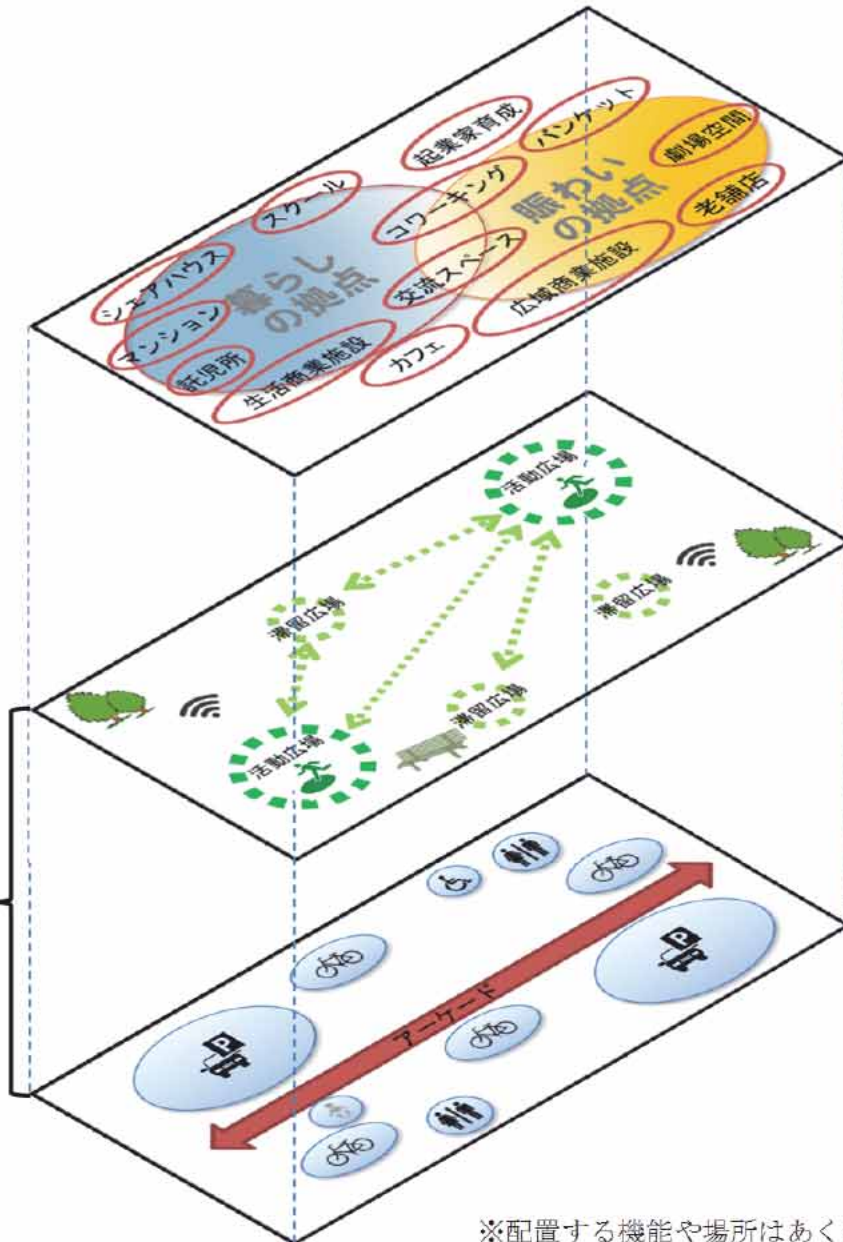 起業家育成
バンケット
劇場空間
スクール
コワーキング
賑わい
の拠点
老舗店
シェアハウス
暮らし
の拠点
交流スペース
広域商業施設
マンション
託児所
生活商業施設
カフェ
活動広場
滞留広場
滞留広場
滞留広場
活動広場
P
アーケード
P
※配置する機能や場所はあく